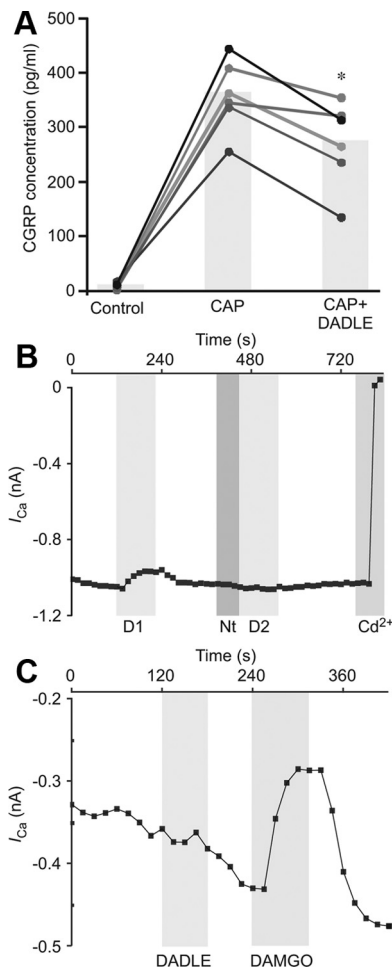 A
CGRP concentration (pg/ml)
500
400
300
200
100
0
*
Control
CAP
CAP+
DADLE
B
Time (s)
0
240
480
720
I Ca (nA)
0
-0.4
-0.8
-1.2
D1
Nt
D2
Cd2+
C
Time (s)
0
120
240
360
I Ca (nA)
-0.2
-0.3
-0.4
-0.5
DADLE
DAMGO